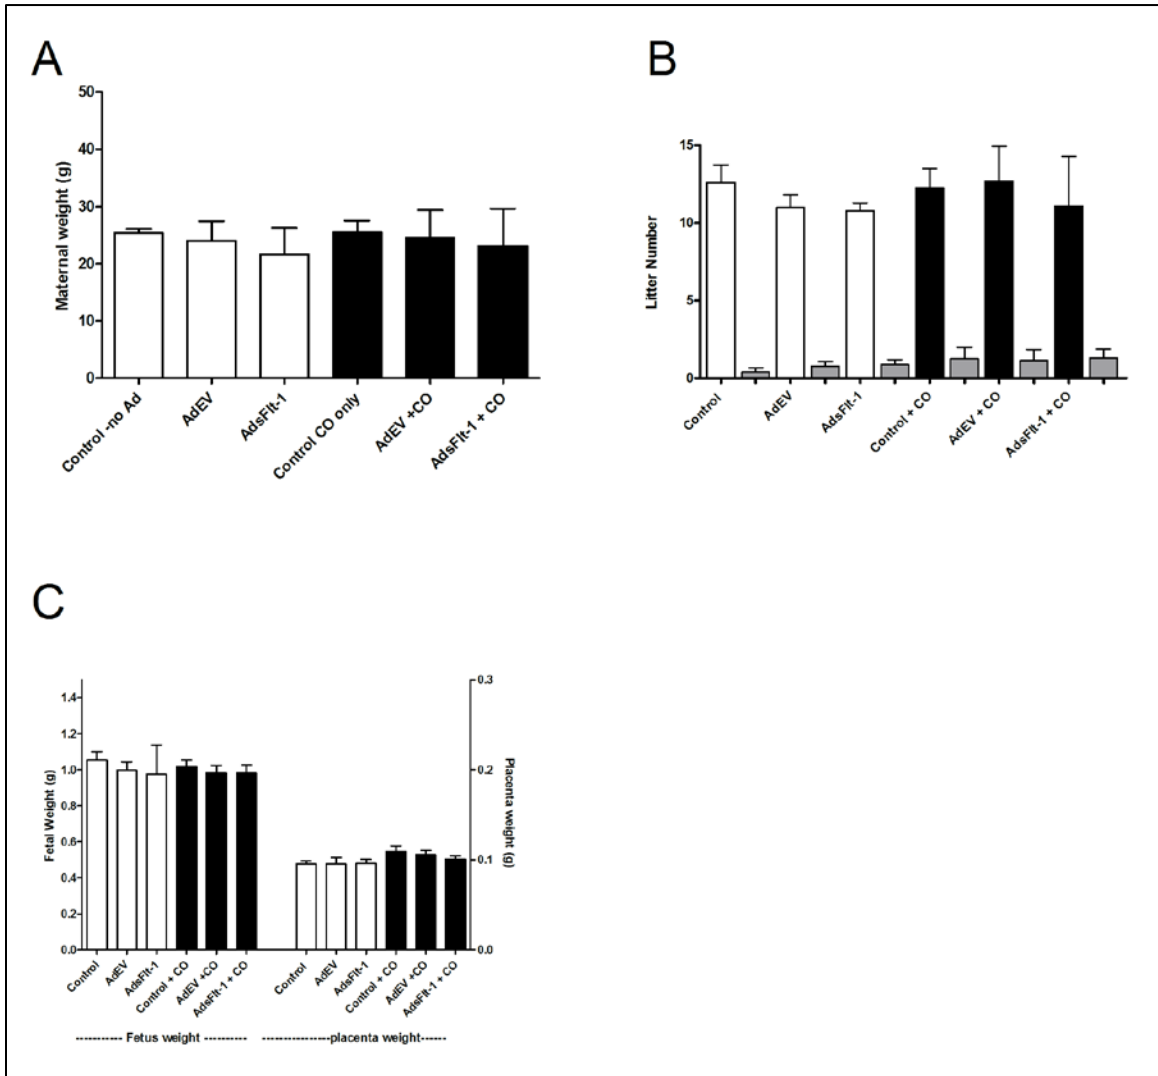 A
Maternal weight (g)
50
40
30
20
10
0
Control -no Ad
AdEV
AdsFlt-1
Control CO only
AdEV +CO
AdsFlt-1 + CO
B
Litter Number
15
10
5
0
Control
AdEV
AdsFlt-1
Control + CO
AdEV + CO
AdsFlt-1 + CO
C
Fetal Weight (g)
1.4
1.2
1.0
0.8
0.6
0.4
0.2
0.0
Control
AdEV
AdsFlt-1
Control + CO
AdEV +CO
AdsFlt-1 + CO
Control
AdEV
AdsFlt-1
Control + CO
AdEV +CO
AdsFlt-1 + CO
0.3
0.2
0.1
0.0
Placenta weight (g)
----------- Fetus weight ----------
-----------------placenta weight------